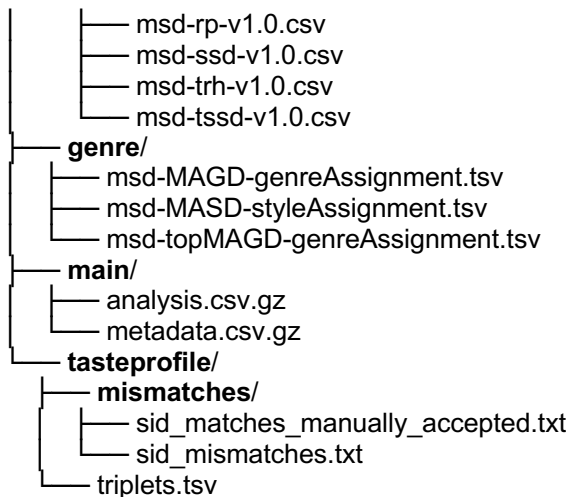 msd-rp-v1.0.csv
msd-ssd-v1.0.csv
msd-trh-v1.0.csv
msd-tssd-v1.0.csv
genre/
msd-MAGD-genreAssignment.tsv
msd-MASD-styleAssignment.tsv
msd-topMAGD-genreAssignment.tsv
main/
analysis.csv.gz
metadata.csv.gz
tasteprofile/
mismatches/
sid_matches_manually_accepted.txt
sid_mismatches.txt
triplets.tsv